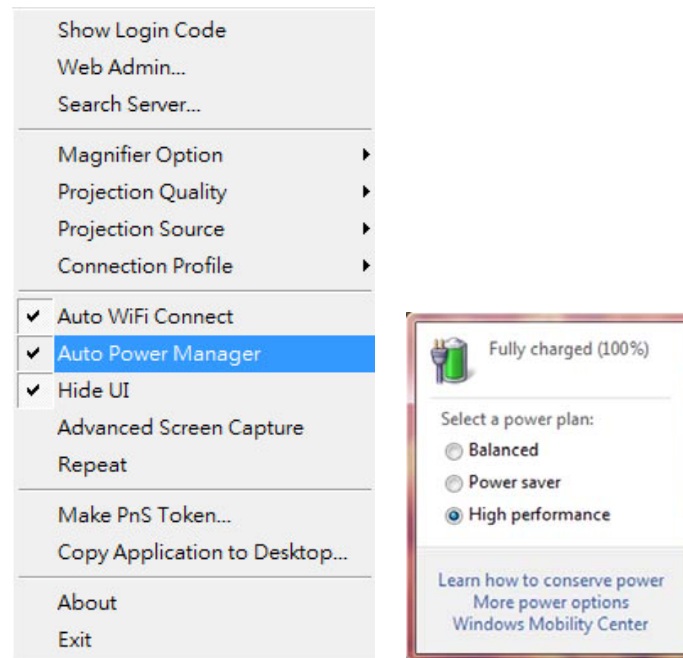 Show Login Code
Web Admin...
Search Server...
Magnifier Option
Projection Quality
Projection Source
Connection Profile
Auto WiFi Connect
Auto Power Manager
Hide UI
Advanced Screen Capture
Repeat
Make PnS Token...
Copy Application to Desktop...
About
Exit
Fully charged (100%)
Select a power plan:
Balanced
Power saver
High performance
Learn how to conserve power
More power options
Windows Mobility Center